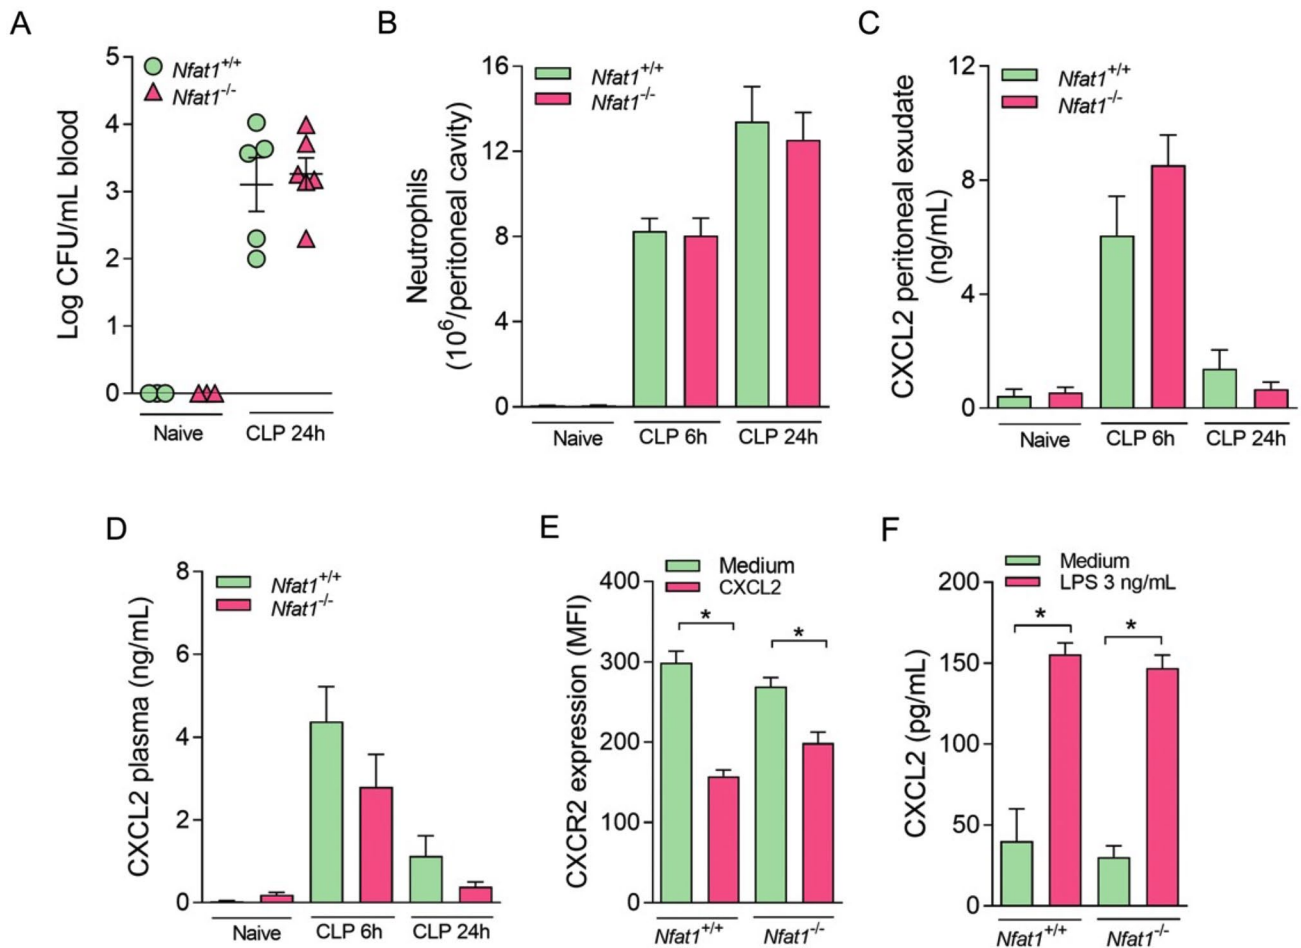 A
Nfat1+/+
Nfat1-/-
Log CFU/mL blood
5
4
3
2
1
0
Naive
CLP 24h
B
Nfat1+/+
Nfat1-/-
Neutrophils
(10^6/peritoneal cavity)
16
12
8
4
0
Naive
CLP 6h
CLP 24h
C
Nfat1+/+
Nfat1-/-
CXCL2 peritoneal exudate
(ng/mL)
12
8
4
0
Naive
CLP 6h
CLP 24h
D
Nfat1+/+
Nfat1-/-
CXCL2 plasma (ng/mL)
8
6
4
2
0
Naive
CLP 6h
CLP 24h
E
Medium
CXCL2
CXCR2 expression (MFI)
400
300
200
100
0
*
*
Nfat1+/+
Nfat1-/-
F
Medium
LPS 3 ng/mL
CXCL2 (pg/mL)
200
150
100
50
0
*
*
Nfat1+/+
Nfat1-/-